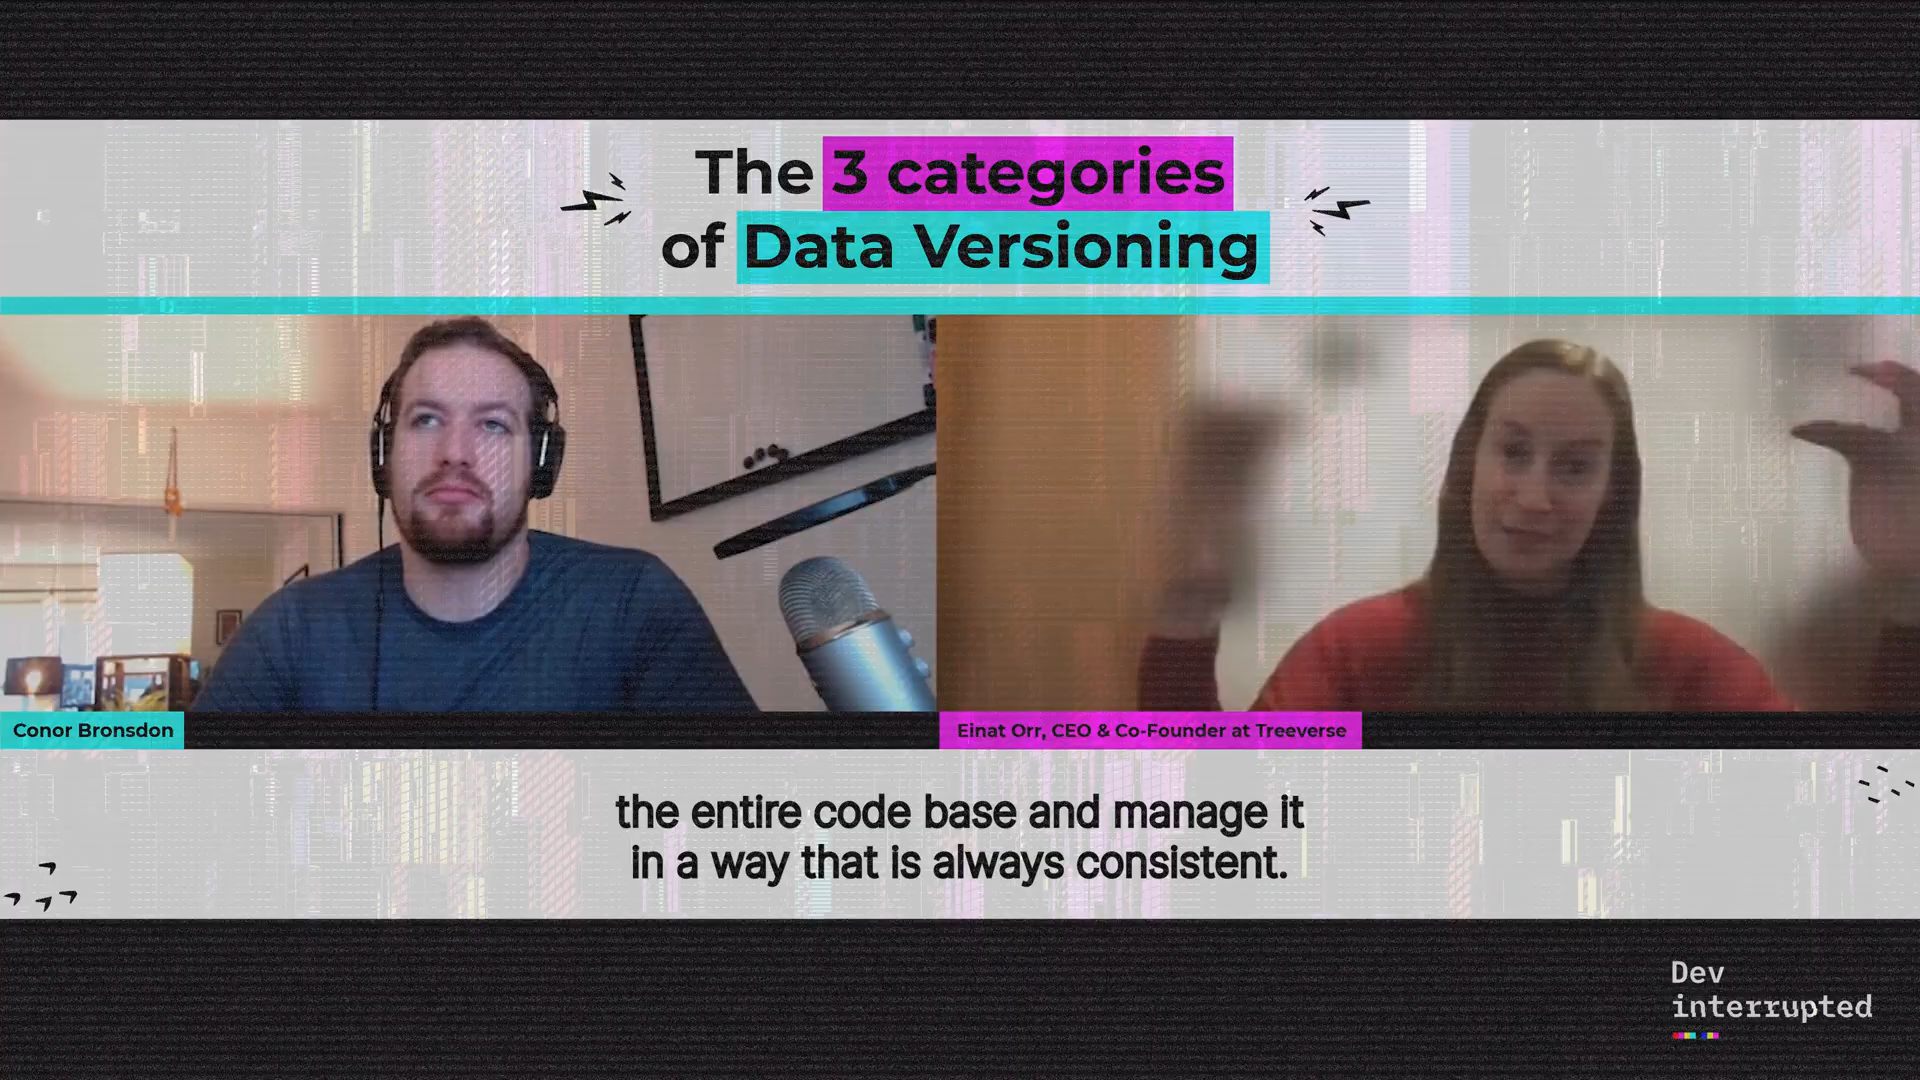 The 3 categories
of Data Versioning
Conor Bronsdon
Einat Orr, CEO & Co-Founder at Treeverse
the entire code base and manage it
in a way that is always consistent.
Dev
interrupted